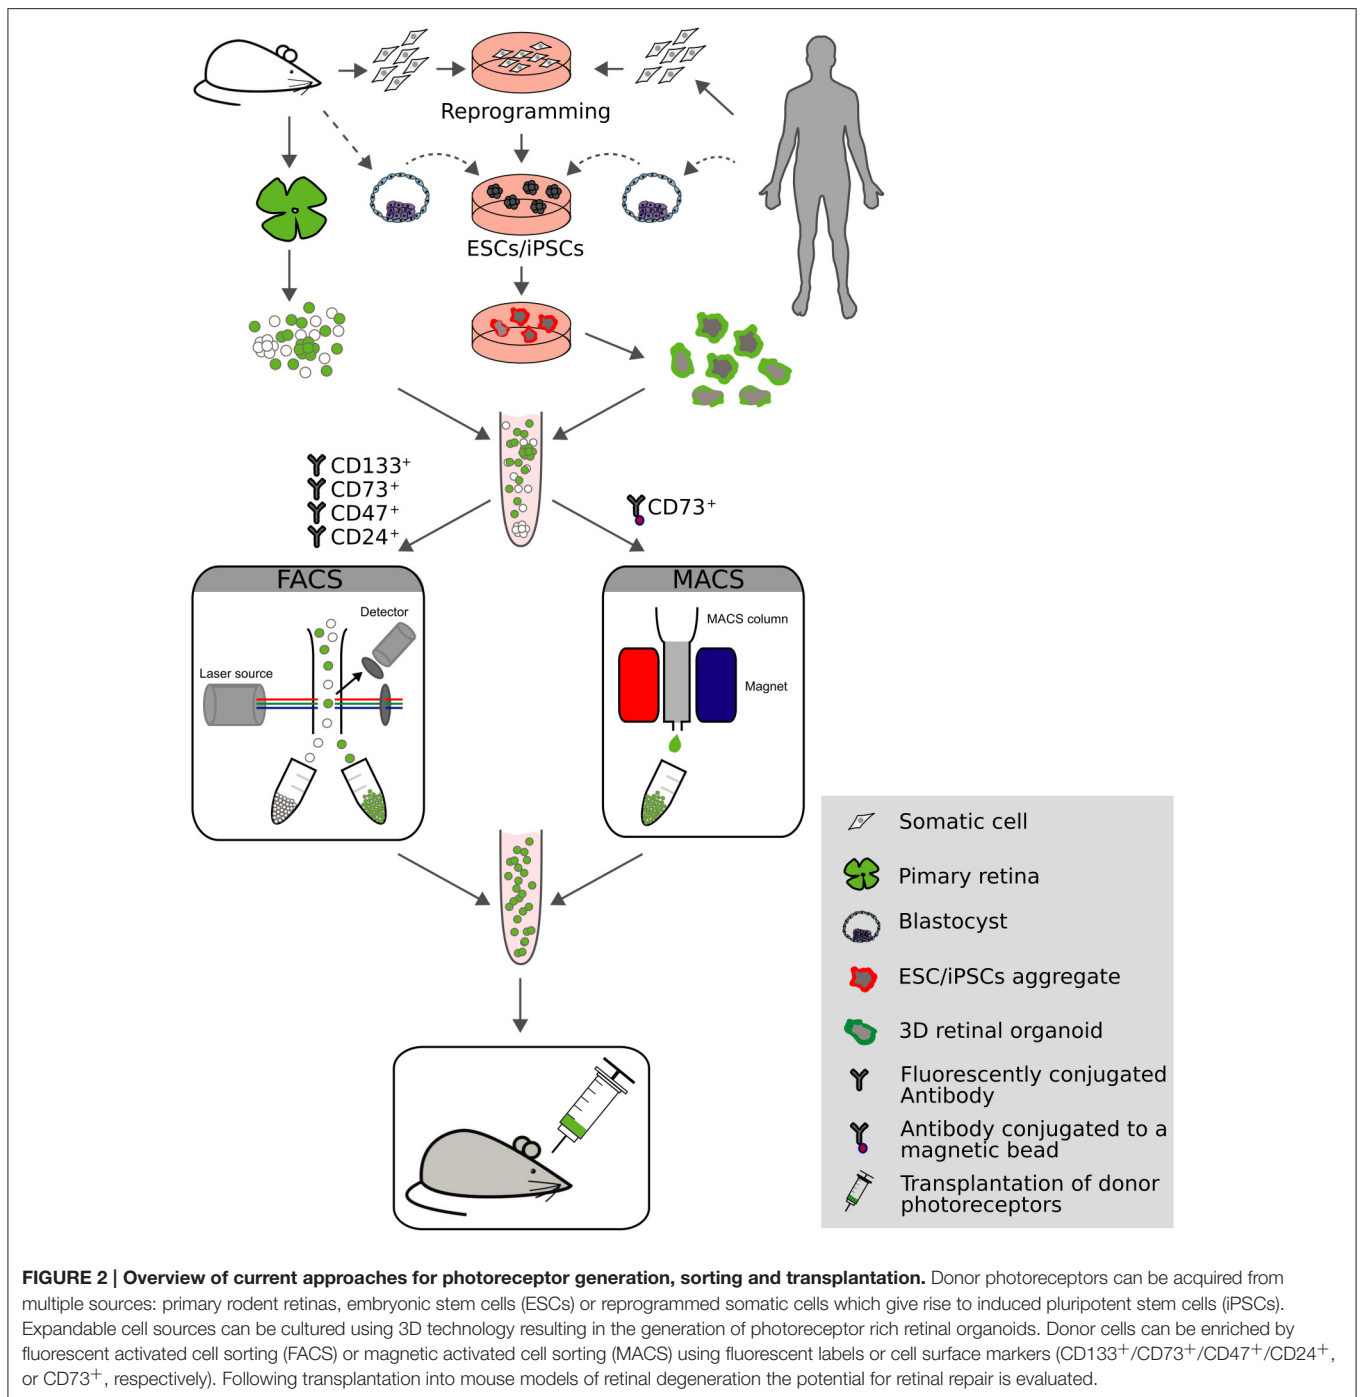 Reprogramming
ESCs/iPSCs
CD133⁺
CD73⁺
CD47⁺
CD24⁺
CD73⁺
FACS
Detector
Laser source
MACS
MACS column
Magnet
Somatic cell
Pimary retina
Blastocyst
ESC/iPSCs aggregate
3D retinal organoid
Fluorescently conjugated
Antibody
Antibody conjugated to a
magnetic bead
Transplantation of donor
photoreceptors
FIGURE 2 | Overview of current approaches for photoreceptor generation, sorting and transplantation. Donor photoreceptors can be acquired from
multiple sources: primary rodent retinas, embryonic stem cells (ESCs) or reprogrammed somatic cells which give rise to induced pluripotent stem cells (iPSCs).
Expandable cell sources can be cultured using 3D technology resulting in the generation of photoreceptor rich retinal organoids. Donor cells can be enriched by
fluorescent activated cell sorting (FACS) or magnetic activated cell sorting (MACS) using fluorescent labels or cell surface markers (CD133⁺/CD73⁺/CD47⁺/CD24⁺,
or CD73⁺, respectively). Following transplantation into mouse models of retinal degeneration the potential for retinal repair is evaluated.